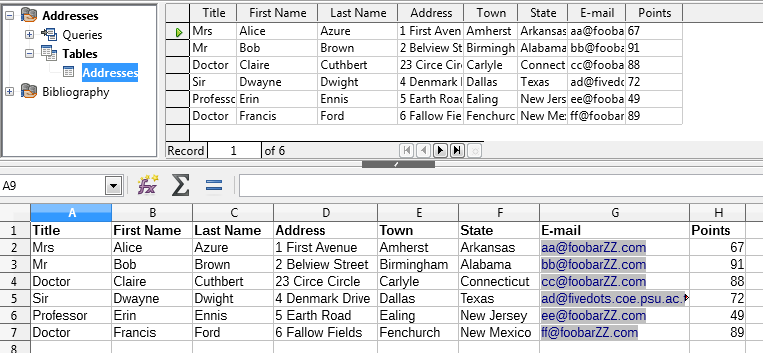 Addresses
Queries
Tables
Addresses
Bibliography
Title First Name Last Name Address Town State E-mail Points
Mrs Alice Azure 1 First Aven Amherst Arkansas aa@fooba 67
Mr Bob Brown 2 Belview St Birmingh Alabama bb@fooba 91
Doctor Claire Cuthbert 23 Circe Circ Carlyle Connect cc@foobar 88
Sir Dwayne Dwight 4 Denmark Dallas Texas ad@fivedo 72
Professo Erin Ennis 5 Earth Road Ealing New Jers ee@fooba 49
Doctor Francis Ford 6 Fallow Fie Fenchurc New Mex ff@foobar 89
Record 1 of 6
A9 fx Σ =
A B C D E F G H
1 Title First Name Last Name Address Town State E-mail Points
2 Mrs Alice Azure 1 First Avenue Amherst Arkansas aa@foobarZZ.com 67
3 Mr Bob Brown 2 Belview Street Birmingham Alabama bb@foobarZZ.com 91
4 Doctor Claire Cuthbert 23 Circe Circle Carlyle Connecticut cc@foobarZZ.com 88
5 Sir Dwayne Dwight 4 Denmark Drive Dallas Texas ad@fivedots.coe.psu.ac. 72
6 Professor Erin Ennis 5 Earth Road Ealing New Jersey ee@foobarZZ.com 49
7 Doctor Francis Ford 6 Fallow Fields Fenchurch New Mexico ff@foobarZZ.com 89
8